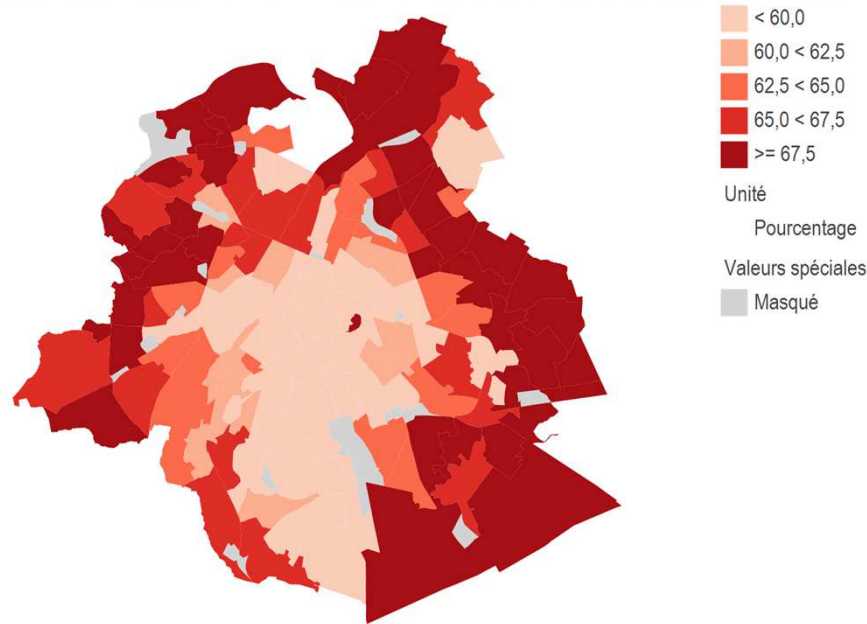 < 60,0
60,0 < 62,5
62,5 < 65,0
65,0 < 67,5
>= 67,5
Unité
Pourcentage
Valeurs spéciales
Masqué